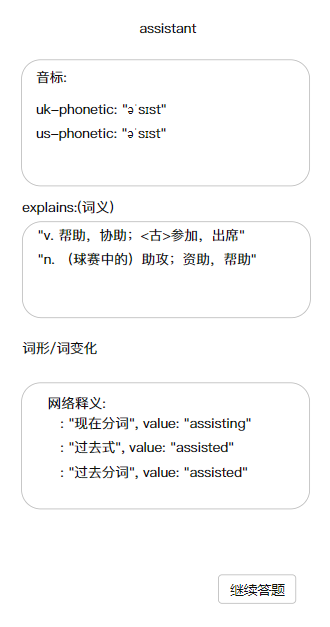 assistant
音标:
uk-phonetic: "əˈsɪst"
us-phonetic: "əˈsɪst"
explains:(词义)
"v. 帮助，协助；<古>参加，出席"
"n. （球赛中的）助攻；资助，帮助"
词形/词变化
网络释义:
: "现在分词", value: "assisting"
: "过去式", value: "assisted"
: "过去分词", value: "assisted"
继续答题